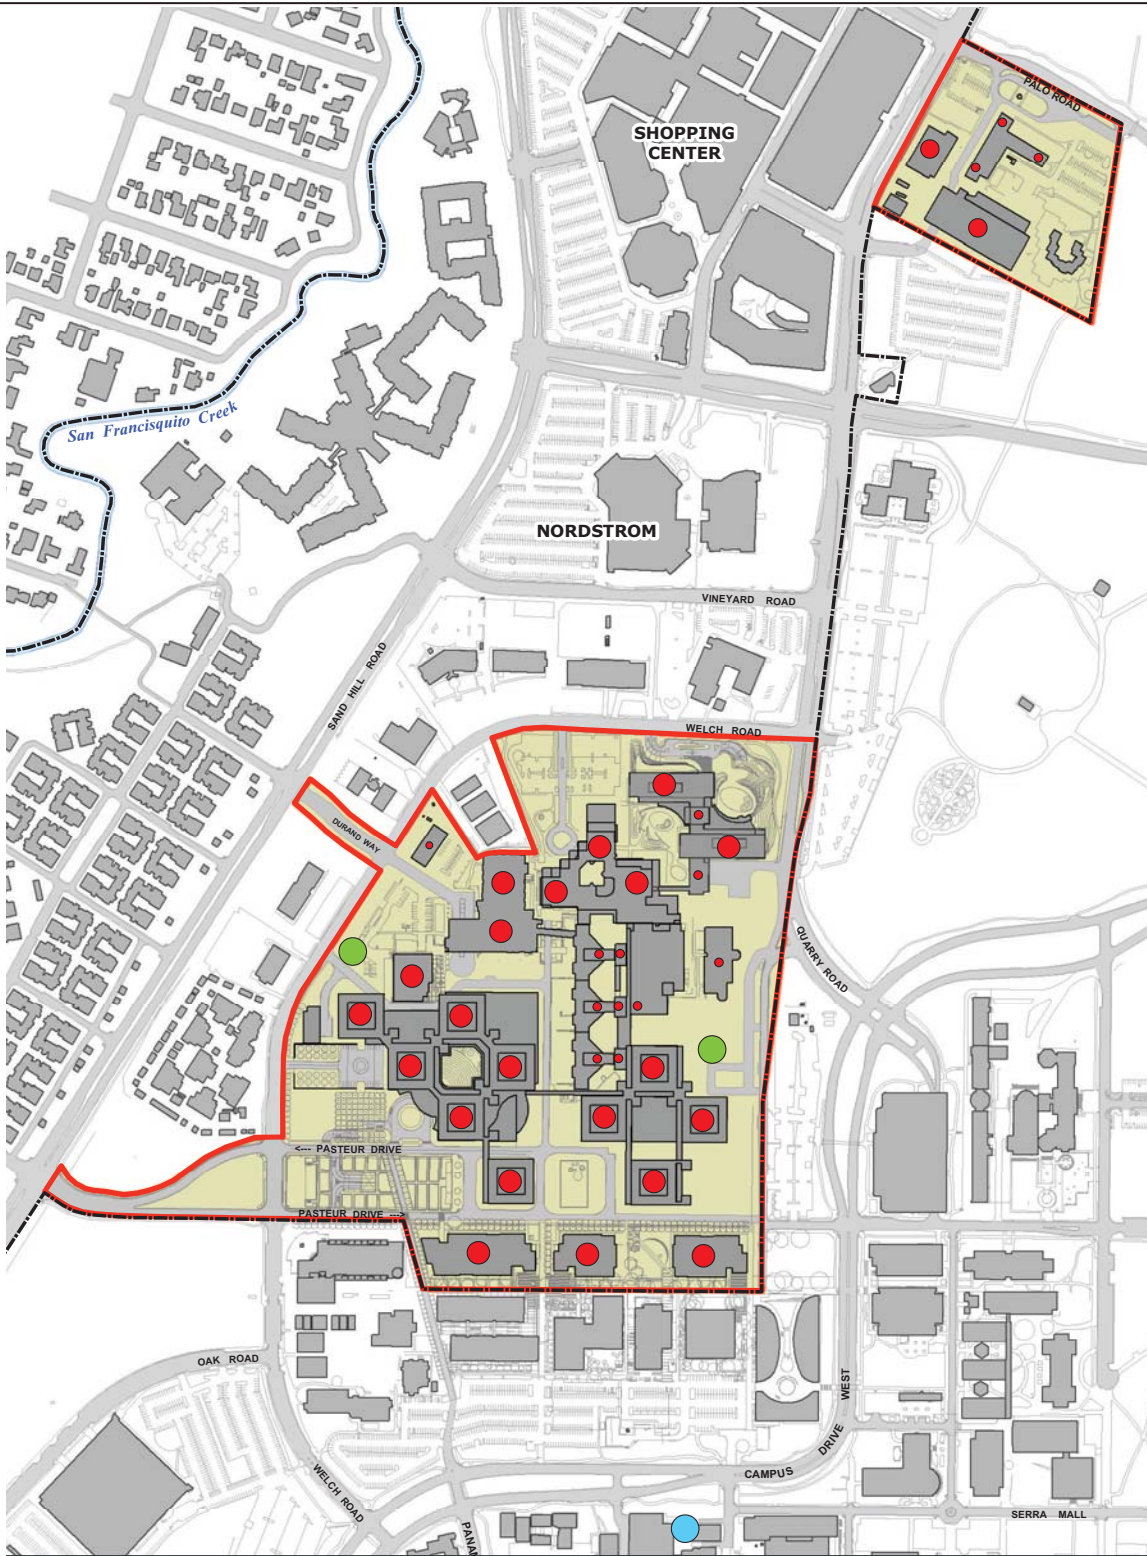 PALO ROAD
SHOPPING
CENTER
San Francisquito Creek
NORDSTROM
VINEYARD ROAD
SAND HILL ROAD
WELCH ROAD
DURAND WAY
QUARRY ROAD
<--- PASTEUR DRIVE
PASTEUR DRIVE --->
OAK ROAD
WEST
DRIVE
CAMPUS
WELCH ROAD
SERRA MALL
PANAM